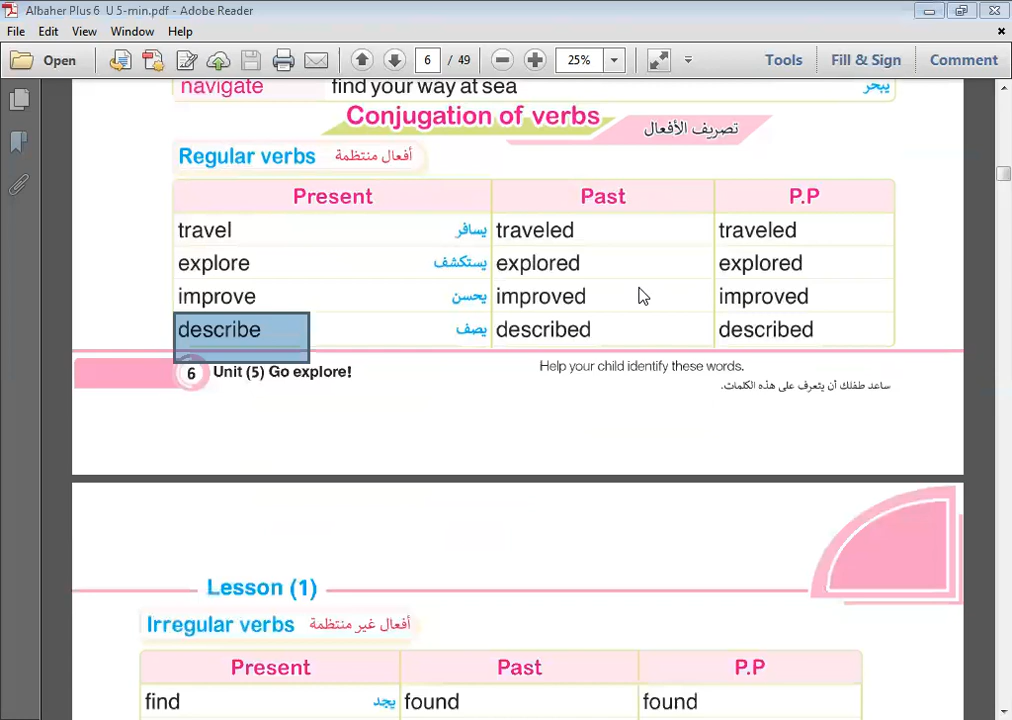 Albaher Plus 6 U 5-min.pdf - Adobe Reader
File Edit View Window Help
Open 6 / 49 25% Tools Fill & Sign Comment
navigate find your way at sea يبحر
Conjugation of verbs تصريف الأفعال
Regular verbs أفعال منتظمة
Present Past P.P
travel يسافر traveled traveled
explore يستكشف explored explored
improve يحسن improved improved
describe يصف described described
6 Unit (5) Go explore! Help your child identify these words.
ساعد طفلك أن يتعرف على هذه الكلمات.
Lesson (1)
Irregular verbs أفعال غير منتظمة
Present Past P.P
find يجد found found